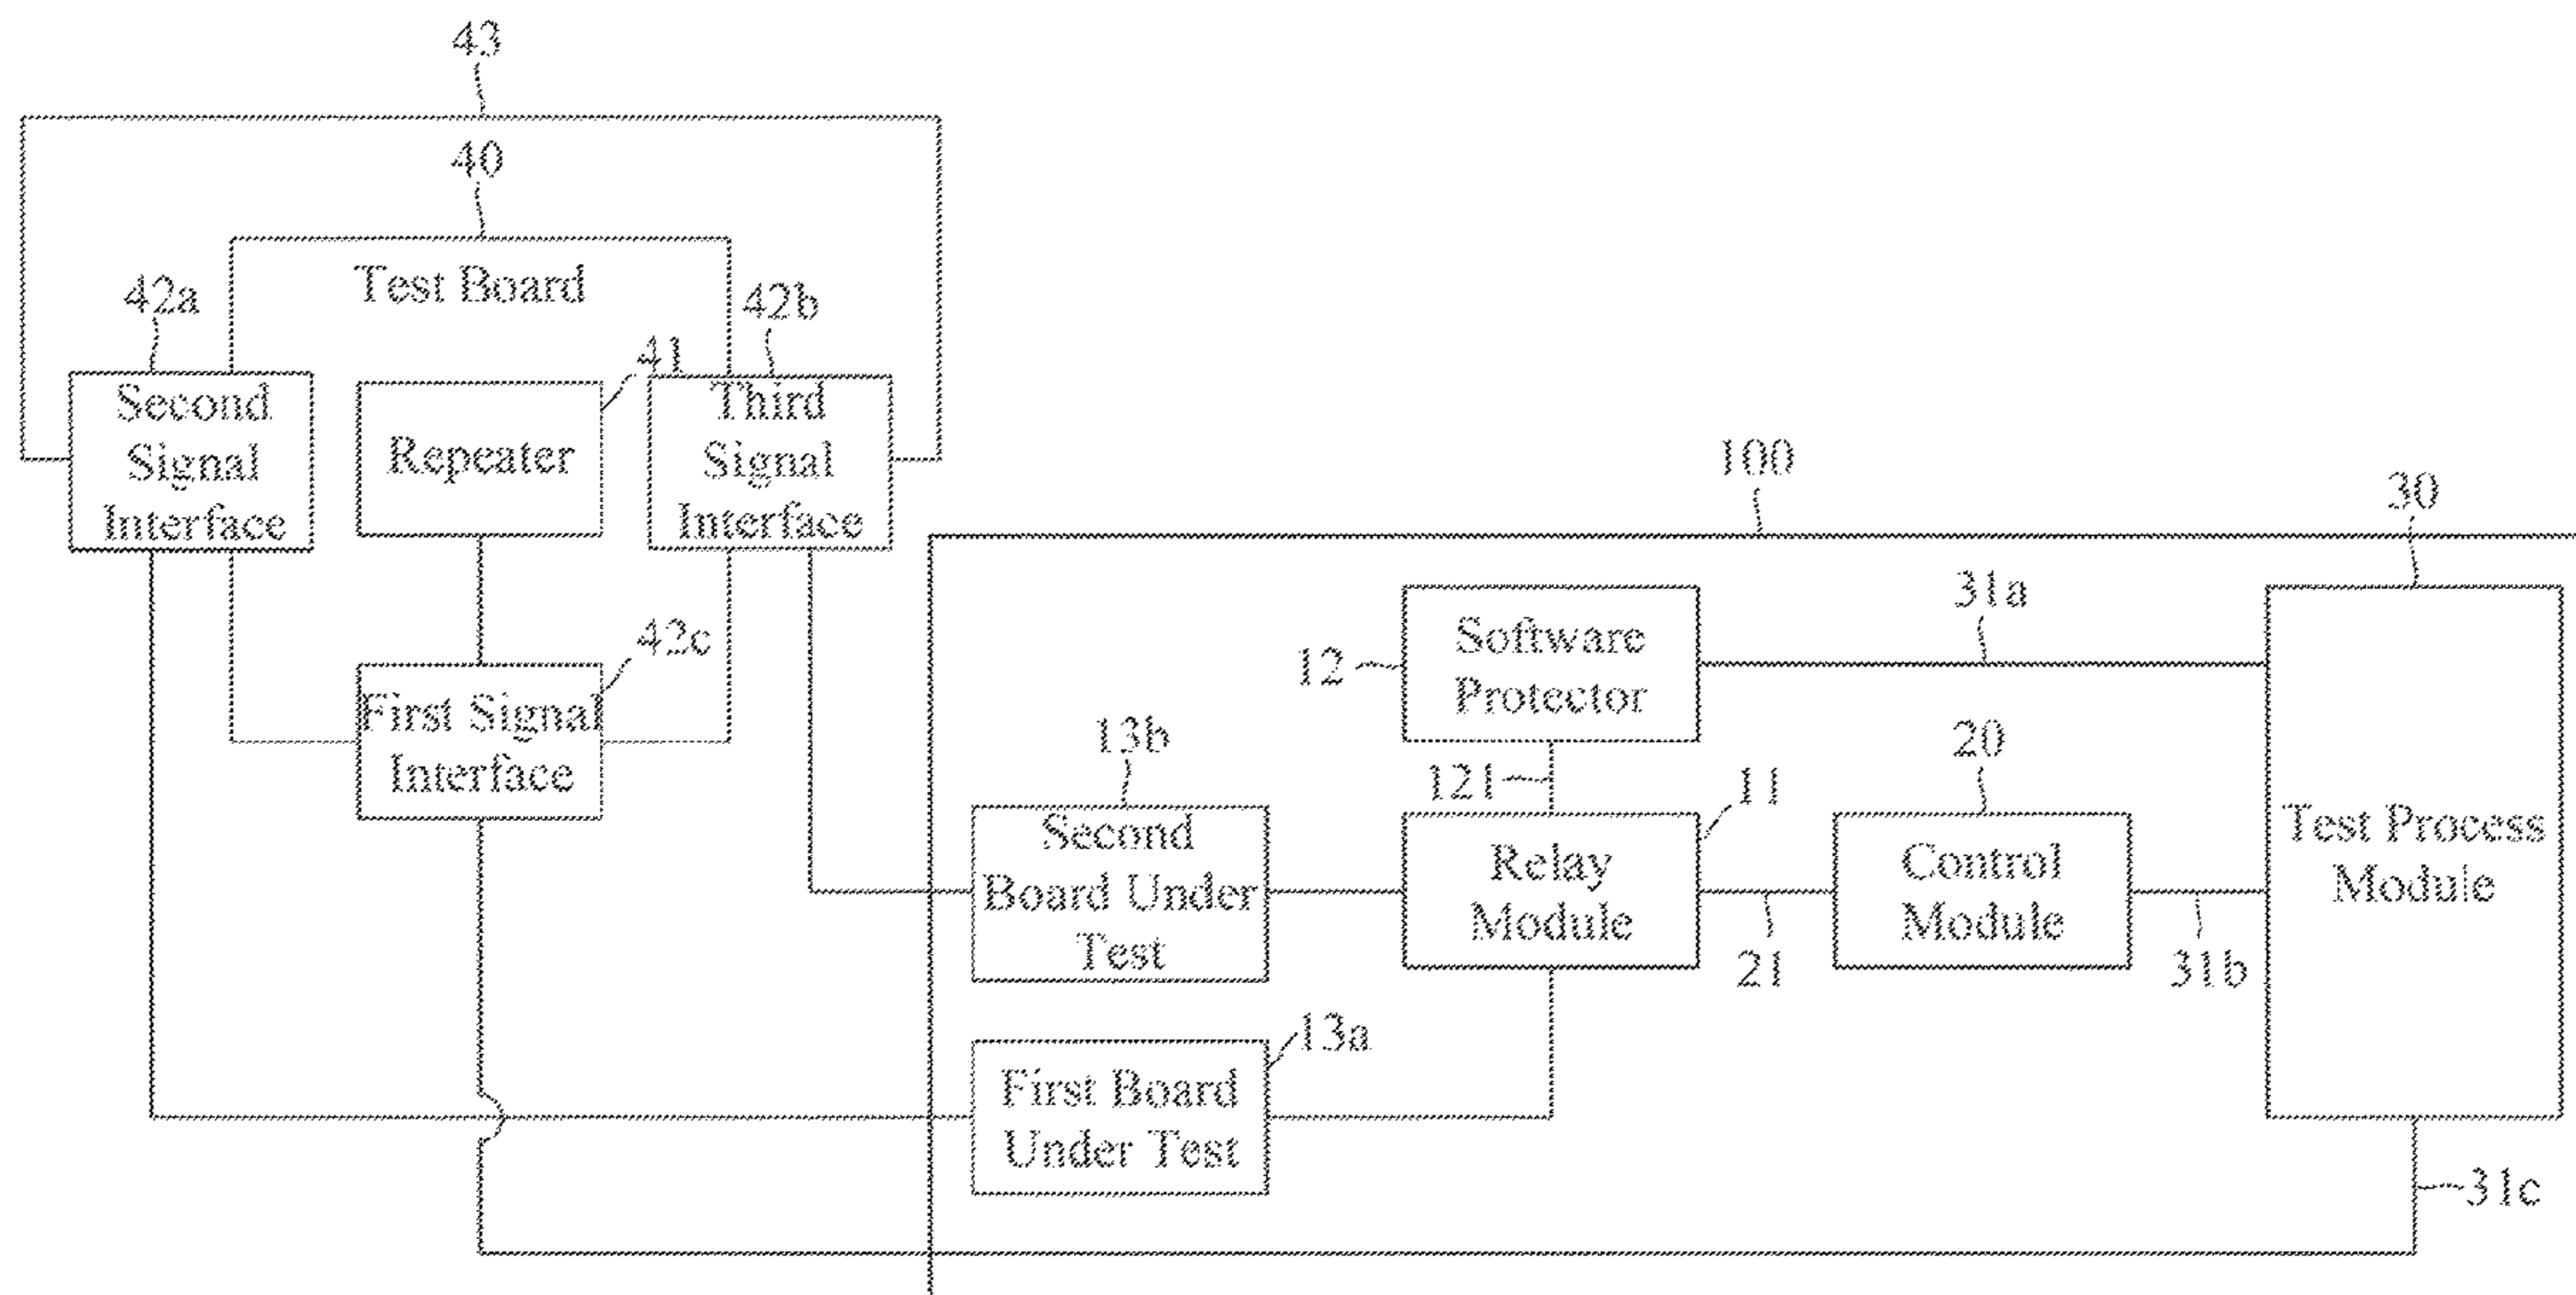 43
40
Test Board
42a
42b
41
Second
Signal
Interface
Repeater
Third
Signal
Interface
100
30
42c
First Signal
Interface
12
Software
Protector
31a
13b
121
11
20
Second
Board Under
Test
Relay
Module
21
Control
Module
31b
Test Process
Module
13a
First Board
Under Test
31c